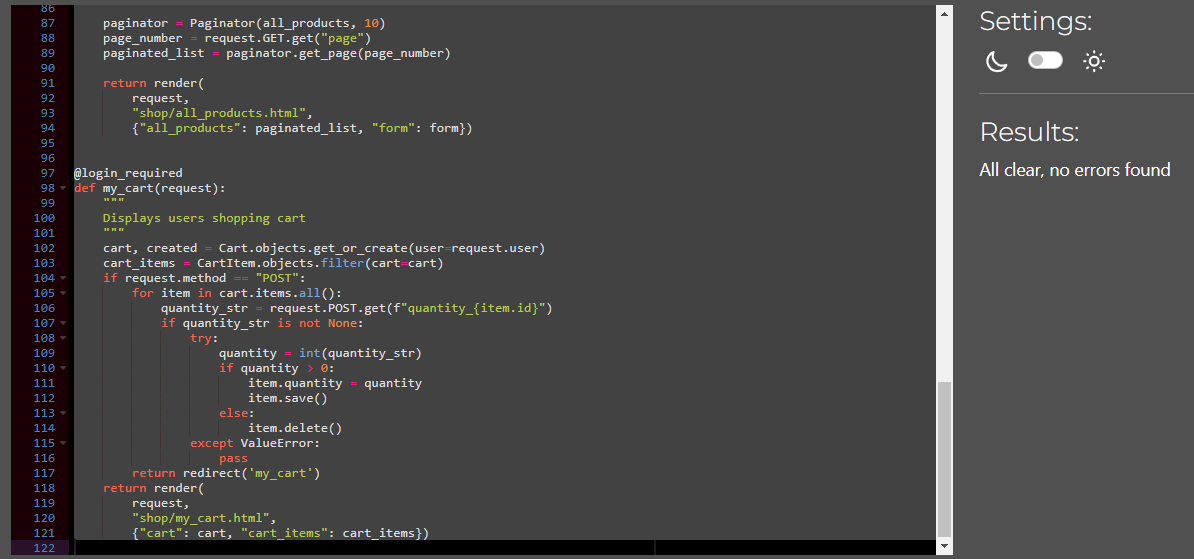 86
87 paginator = Paginator(all_products, 10)
88 page_number = request.GET.get("page")
89 paginated_list = paginator.get_page(page_number)
90
91 return render(
92 request,
93 "shop/all_products.html",
94 {"all_products": paginated_list, "form": form})
95
96
97 @login_required
98 def my_cart(request):
99 """
100 Displays users shopping cart
101 """
102 cart, created = Cart.objects.get_or_create(user=request.user)
103 cart_items = CartItem.objects.filter(cart=cart)
104 if request.method == "POST":
105 for item in cart.items.all():
106 quantity_str = request.POST.get(f"quantity_{item.id}")
107 if quantity_str is not None:
108 try:
109 quantity = int(quantity_str)
110 if quantity > 0:
111 item.quantity = quantity
112 item.save()
113 else:
114 item.delete()
115 except ValueError:
116 pass
117 return redirect('my_cart')
118 return render(
119 request,
120 "shop/my_cart.html",
121 {"cart": cart, "cart_items": cart_items})
122
Settings:
Results:
All clear, no errors found